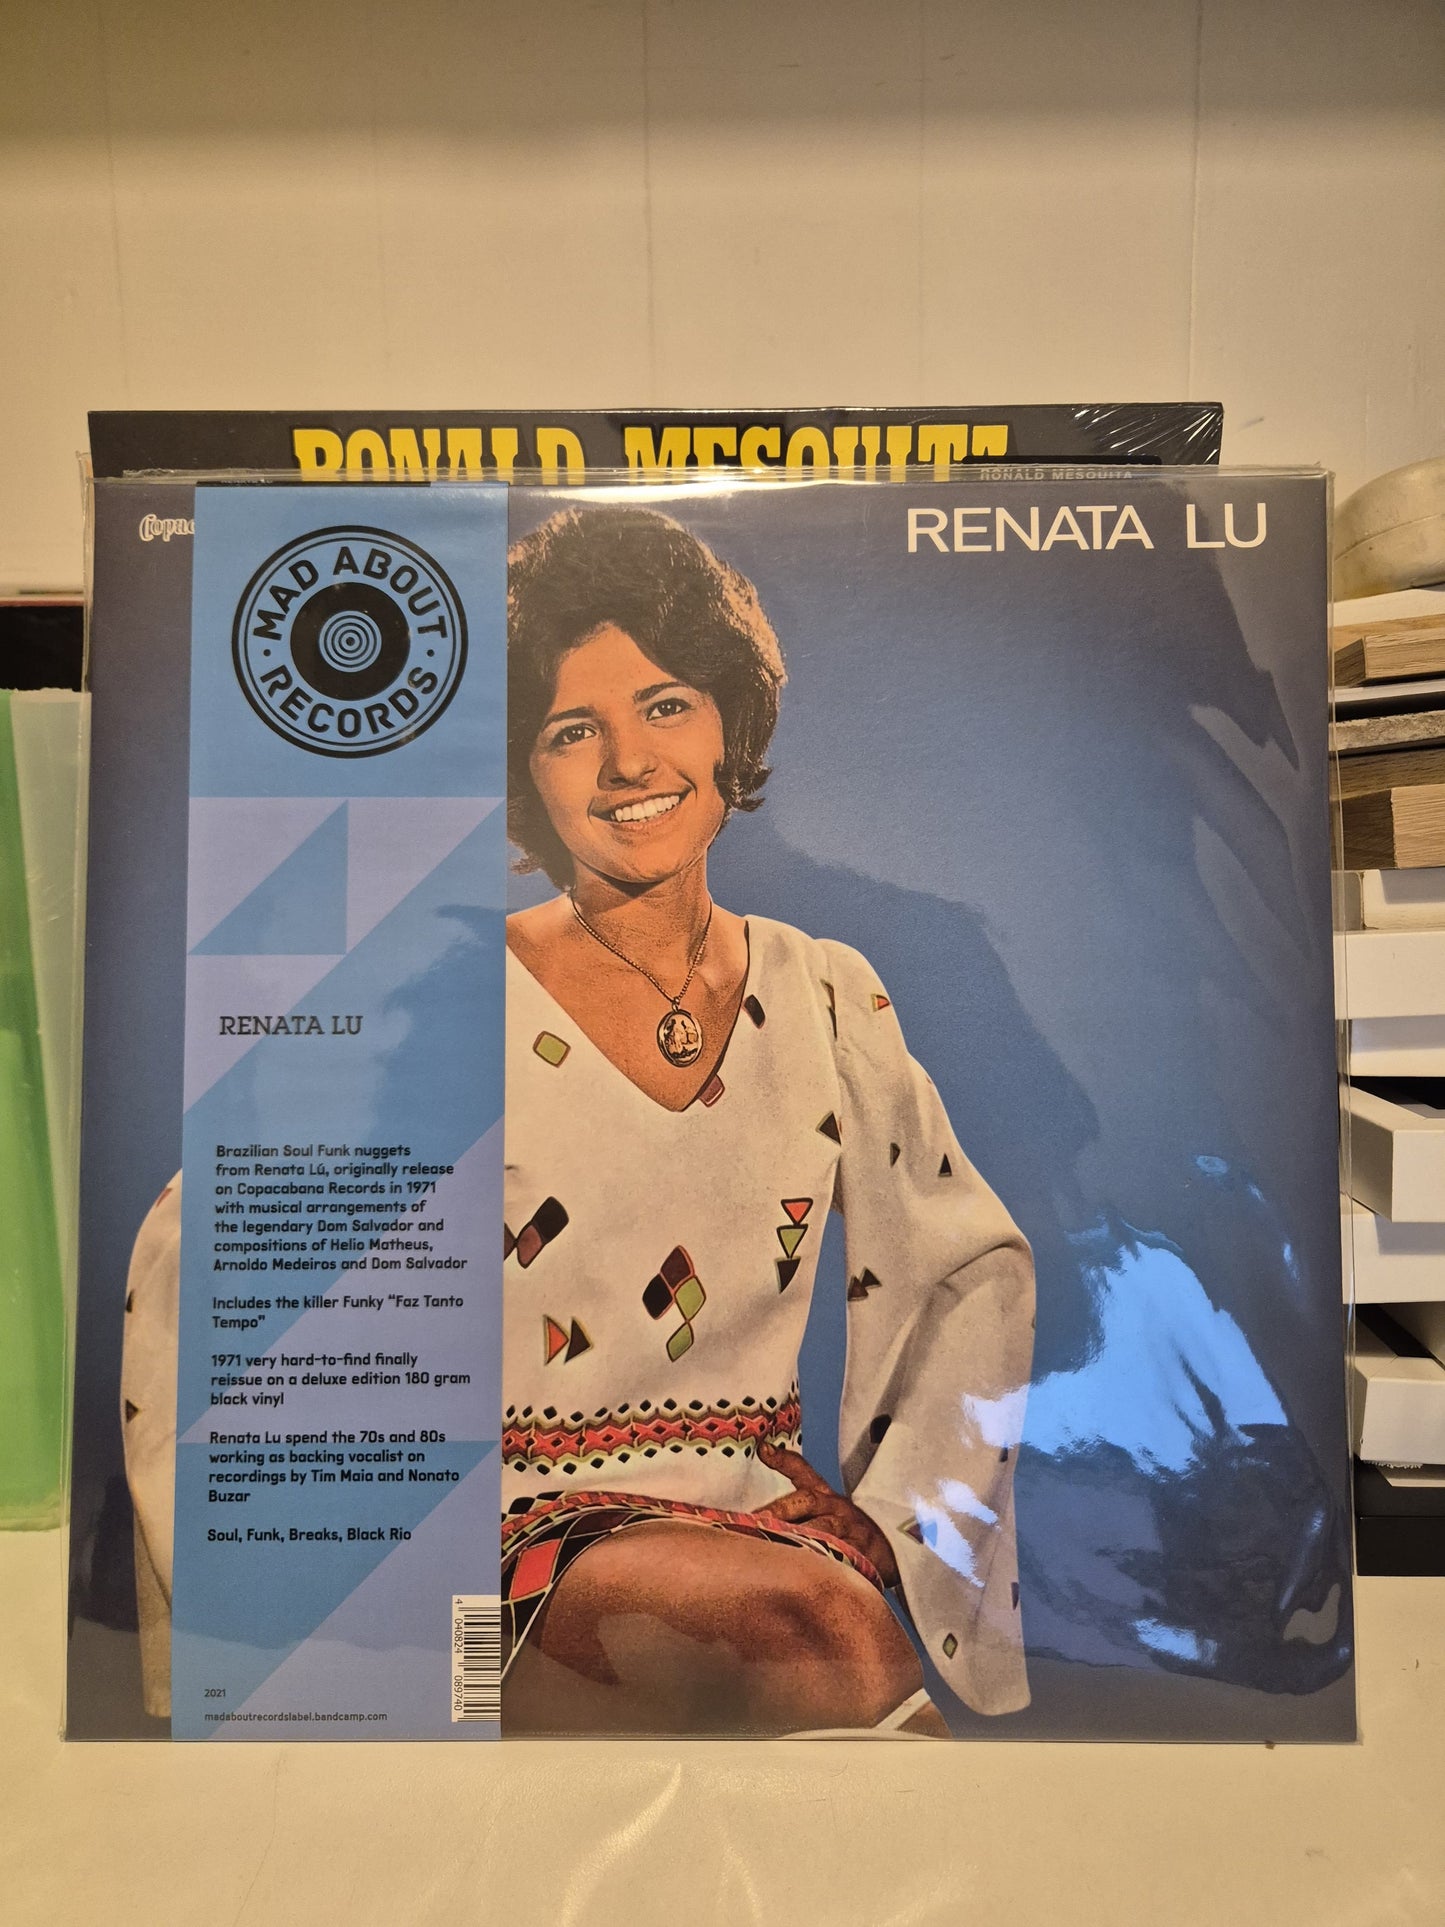 RONALD MESQUITA
RONALD MESQUITA
RENATA LU
MAD ABOUT
RECORDS
RENATA LU
Brazilian Soul Funk nuggets
from Renata Lú, originally release
on Copacabana Records in 1971
with musical arrangements of
the legendary Dom Salvador and
compositions of Helio Matheus,
Arnoldo Medeiros and Dom Salvador
Includes the killer Funky “Faz Tanto
Tempo”
1971 very hard-to-find finally
reissue on a deluxe edition 180 gram
black vinyl
Renata Lu spend the 70s and 80s
working as backing vocalist on
recordings by Tim Maia and Nonato
Buzar
Soul, Funk, Breaks, Black Rio
4 040824 089740
2021
madaboutrecordslabel.bandcamp.com